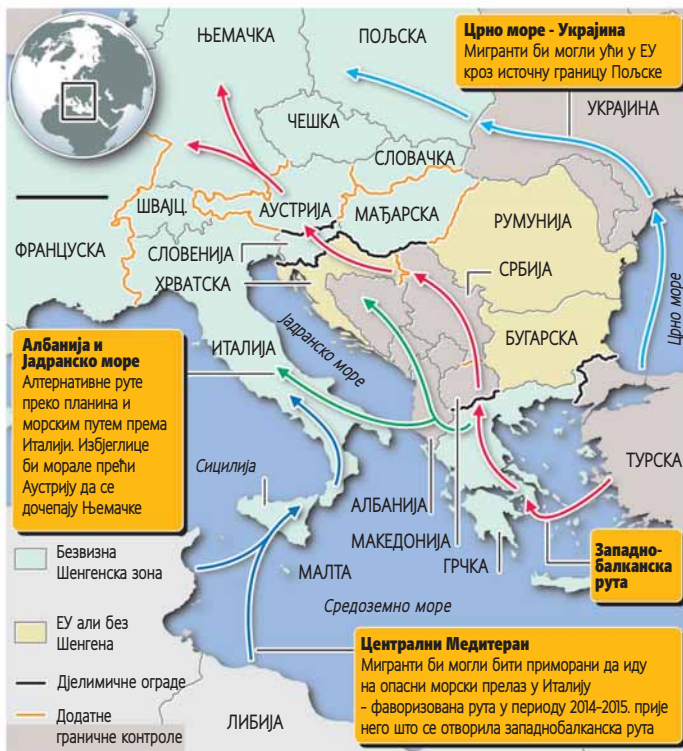 ЊЕМАЧКА
ПОЉСКА
Црно море - Украјина
Мигранти би могли ући у ЕУ
кроз источну границу Пољске
УКРАЈИНА
ЧЕШКА
СЛОВАЧКА
ШВАЈЦ.
АУСТРИЈА
МАЂАРСКА
РУМУНИЈА
ФРАНЦУСКА
СЛОВЕНИЈА
ХРВАТСКА
СРБИЈА
Црно море
БУГАРСКА
Јадранско море
ИТАЛИЈА
Албанија и
Јадранско море
Алтернативне руте
преко планина и
морским путем према
Италији. Избјеглице
би морале прећи
Аустрију да се
дочепају Њемачке
Сицилија
ТУРСКА
АЛБАНИЈА
МАКЕДОНИЈА
ГРЧКА
МАЛТА
Западно-
балканска
рута
Средоземно море
Безвизна
Шенгенска зона
ЕУ али без
Шенгена
Дјелимичне ограде
Додатне
граничне контроле
ЛИБИЈА
Централни Медитеран
Мигранти би могли бити приморани да иду
на опасни морски прелаз у Италију
- фаворизована рута у периоду 2014-2015. прије
него што се отворила западнобалканска рута